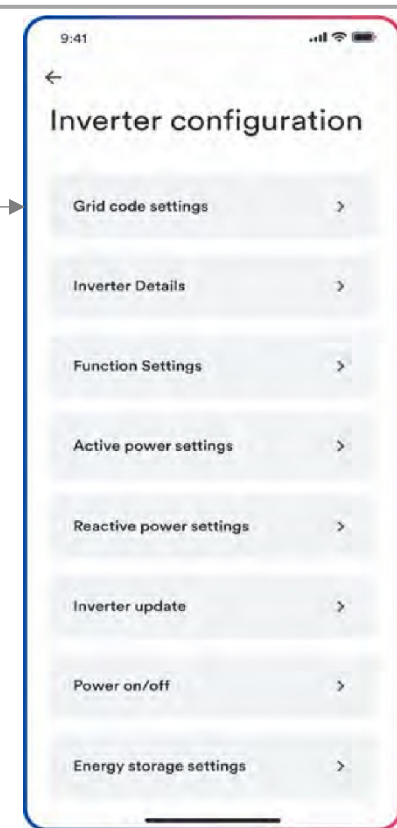 9:41
Inverter configuration
Grid code settings
Inverter Details
Function Settings
Active power settings
Reactive power settings
Inverter update
Power on/off
Energy storage settings